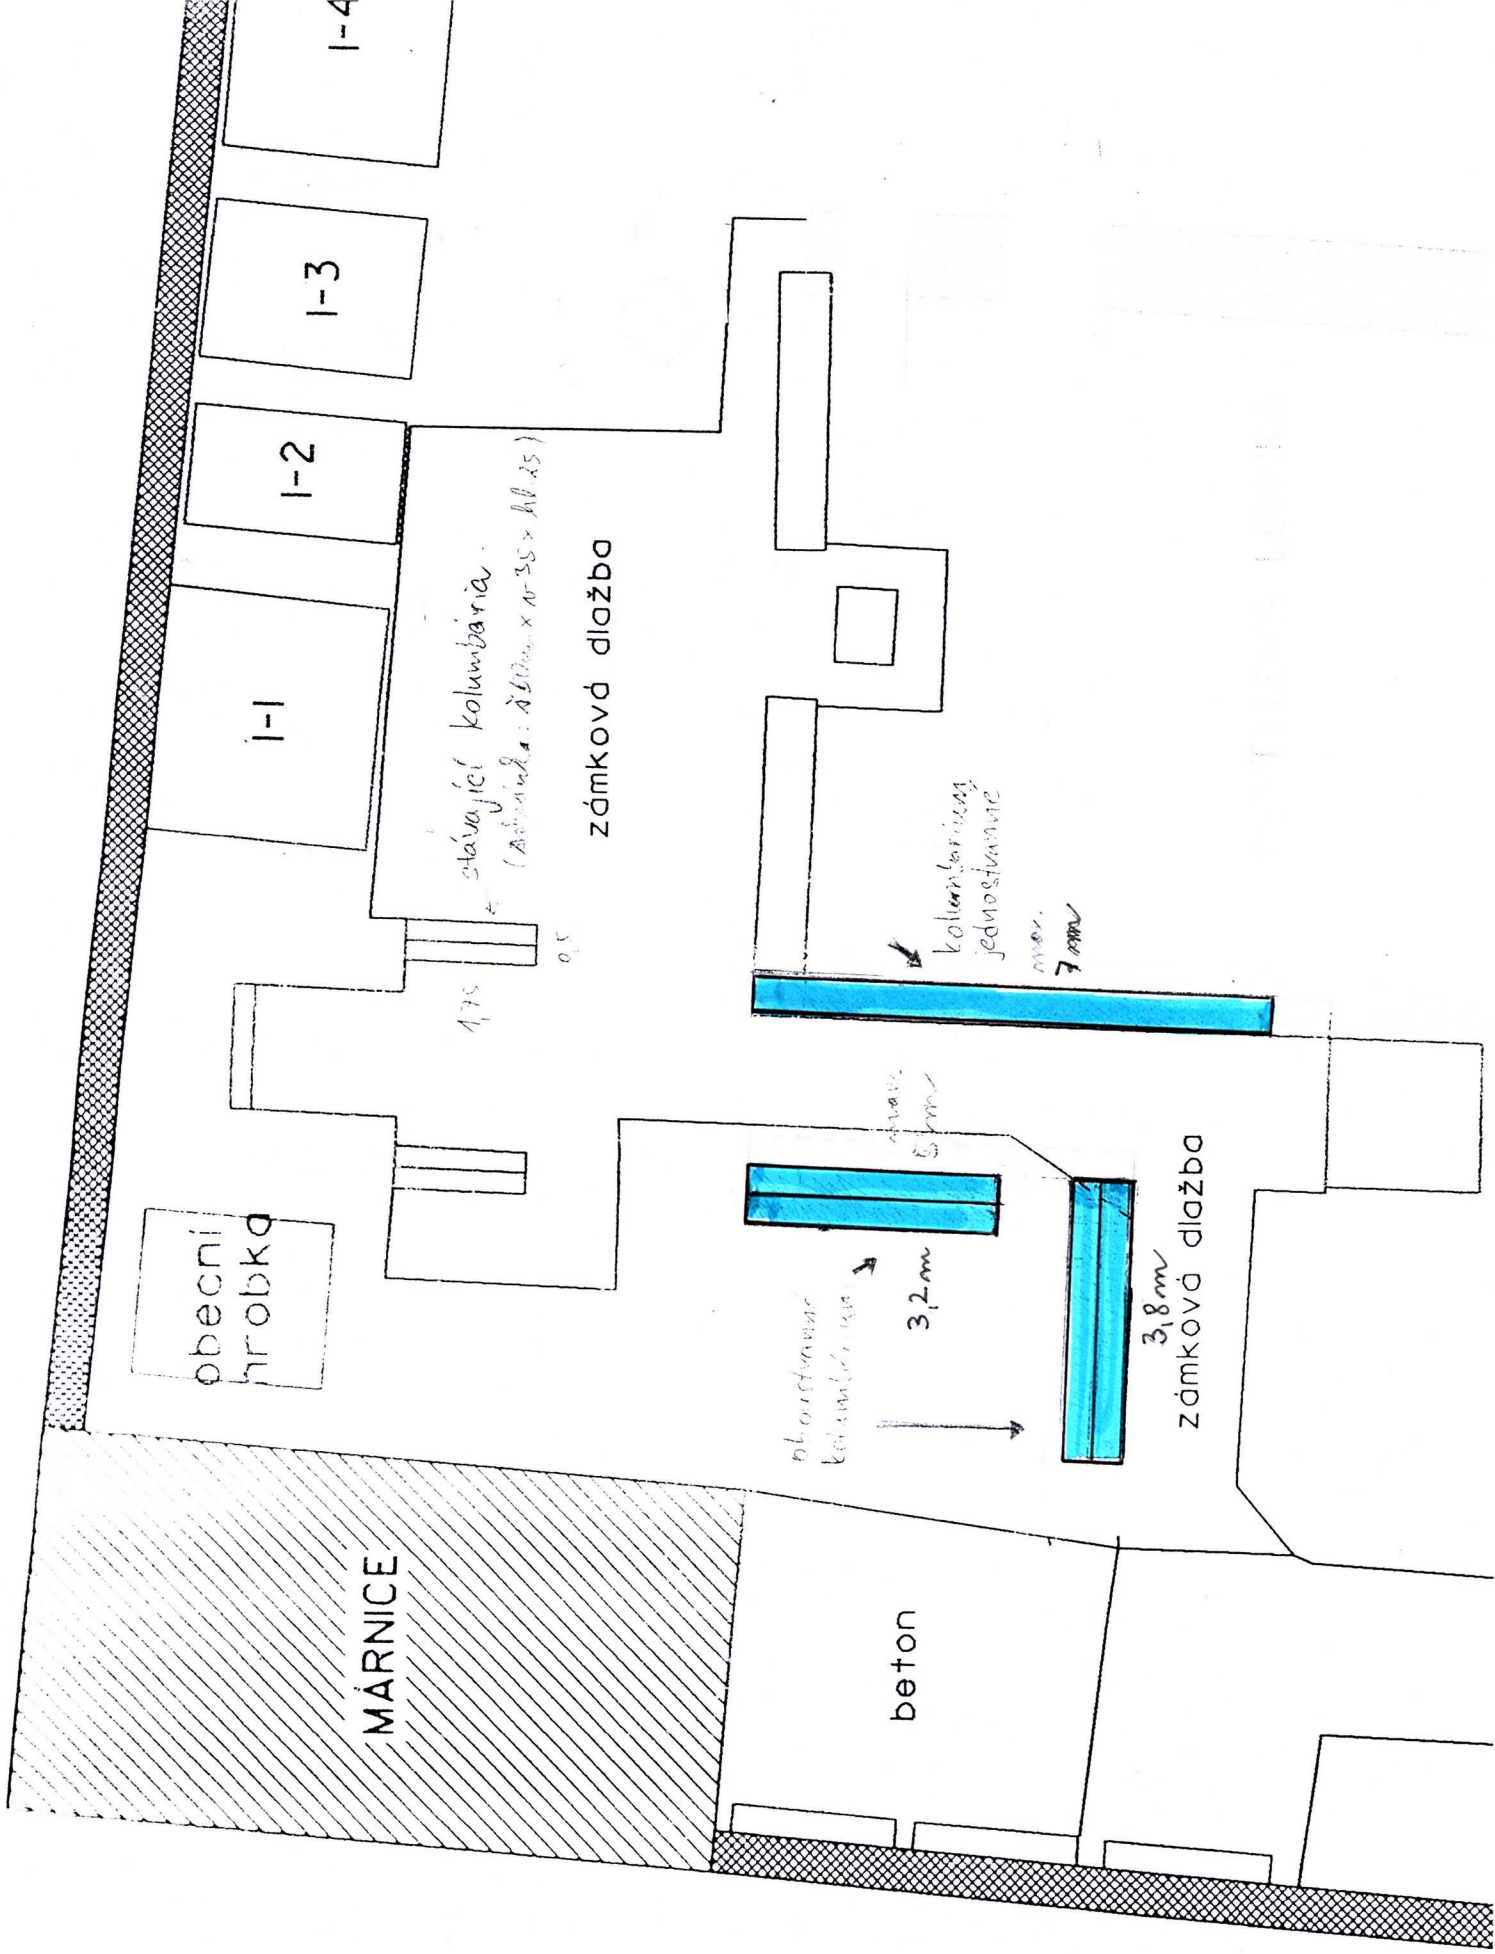 I-4
I-3
I-2
I-1
stávající kolumbária.
zámková dlažba
0,5
1,75
kolumbárium
jednostranné
max.
7 m
obecní
hrobka
max.
3,2 m
oboustranné
kolumbárium
3,8 m
zámková dlažba
MÁRNICE
beton